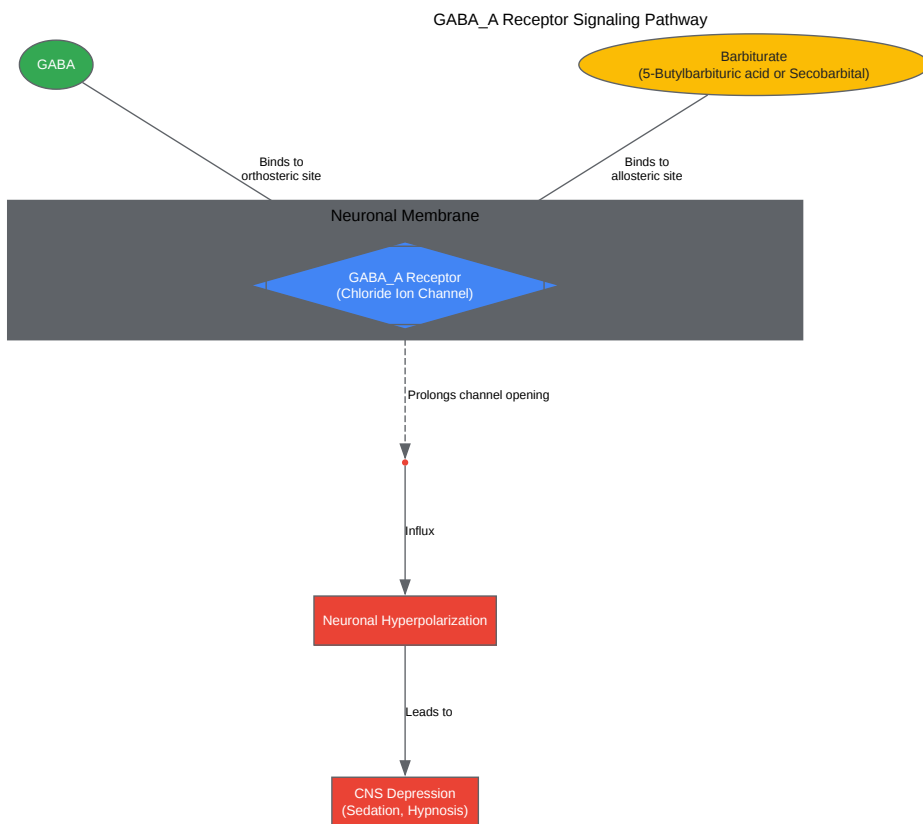 GABA_A Receptor Signaling Pathway
GABA
Barbiturate
(5-Butylbarbituric acid or Secobarbital)
Binds to
orthosteric site
Binds to
allosteric site
Neuronal Membrane
GABA_A Receptor
(Chloride Ion Channel)
Prolongs channel opening
Influx
Neuronal Hyperpolarization
Leads to
CNS Depression
(Sedation, Hypnosis)